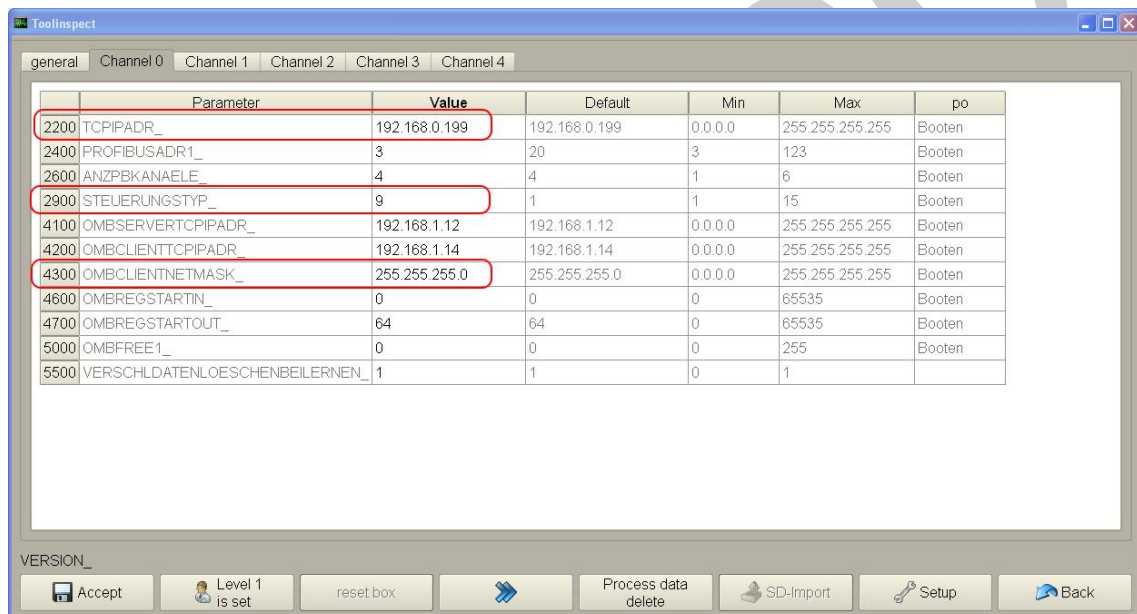 Toolinspect
general Channel 0 Channel 1 Channel 2 Channel 3 Channel 4
Parameter Value Default Min Max po
2200 TCPIPADR_ 192.168.0.199 192.168.0.199 0.0.0.0 255.255.255.255 Booten
2400 PROFIBUSADR1_ 3 20 3 123 Booten
2600 ANZPBKANAELE_ 4 4 1 6 Booten
2900 STEUERUNGSTYP_ 9 1 1 15 Booten
4100 OMBSERVERTCPIPADR_ 192.168.1.12 192.168.1.12 0.0.0.0 255.255.255.255 Booten
4200 OMBCLIENTTCPIPADR_ 192.168.1.14 192.168.1.14 0.0.0.0 255.255.255.255 Booten
4300 OMBCLIENTNETMASK_ 255.255.255.0 255.255.255.0 0.0.0.0 255.255.255.255 Booten
4600 OMBREGSTARTIN_ 0 0 0 65535 Booten
4700 OMBREGSTARTOUT_ 64 64 0 65535 Booten
5000 OMBFREE1_ 0 0 0 255 Booten
5500 VERSCHLDATENLOESCHENBEILERNEN_ 1 1 0 1
VERSION_
Accept Level 1 is set reset box Process data delete SD-Import Setup Back